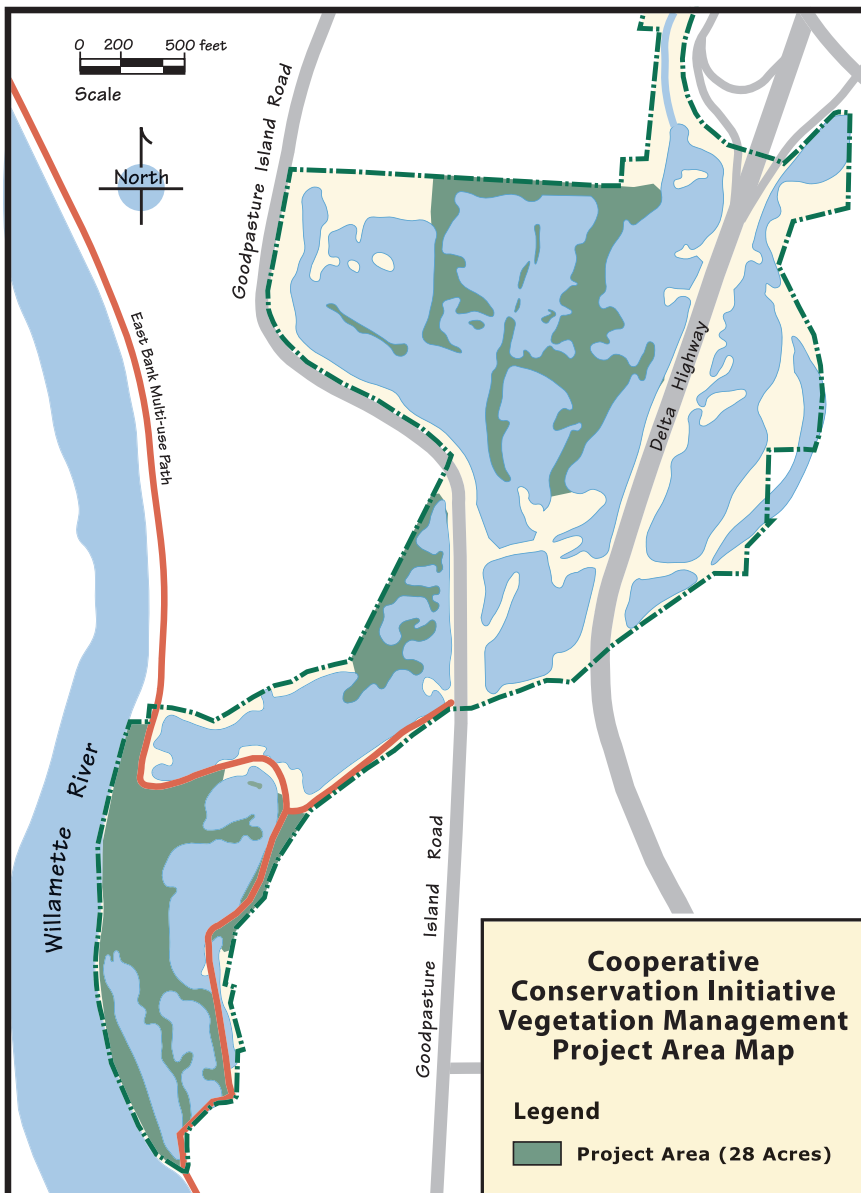 0 200 500 feet
Scale
North
Goodpasture Island Road
East Bank Multi-use Path
Delta Highway
Willamette River
Goodpasture Island Road
Cooperative
Conservation Initiative
Vegetation Management
Project Area Map
Legend
Project Area (28 Acres)